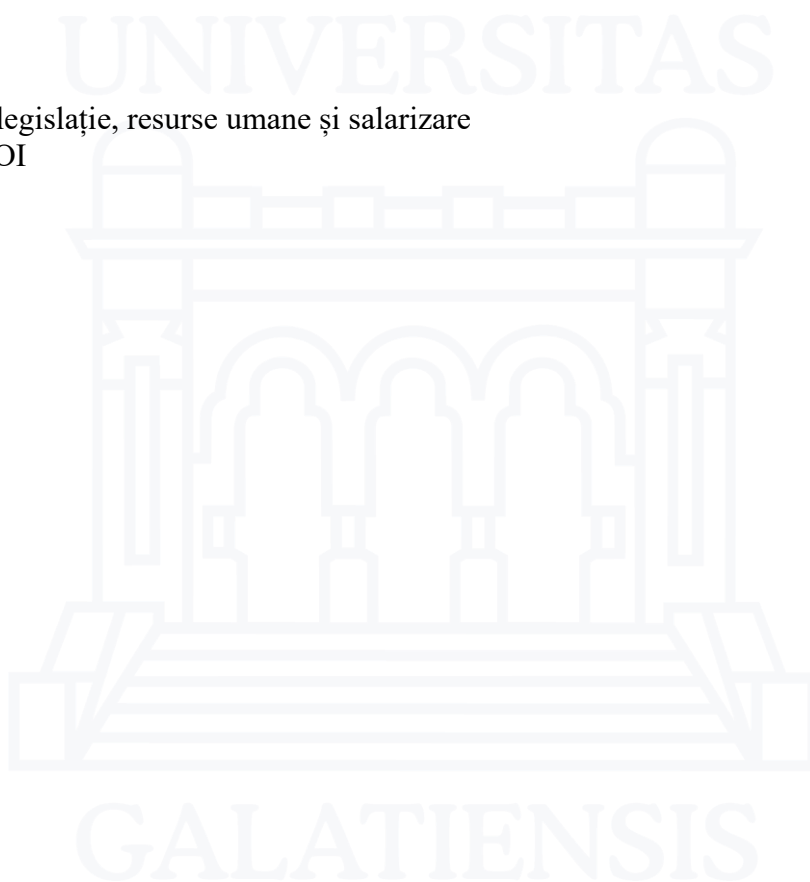 UNIVERSITAS
legislație, resurse umane și salarizare
OI
GALATIENSIS